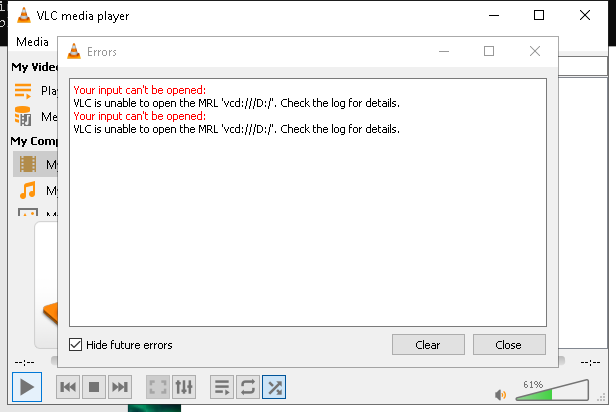 VLC media player
Media
Errors
My Video
Pla
Me
My Comp
My
My
Your input can't be opened:
VLC is unable to open the MRL 'vcd:///D:/'. Check the log for details.
Your input can't be opened:
VLC is unable to open the MRL 'vcd:///D:/'. Check the log for details.
Hide future errors
Clear
Close
--:--
--:--
61%